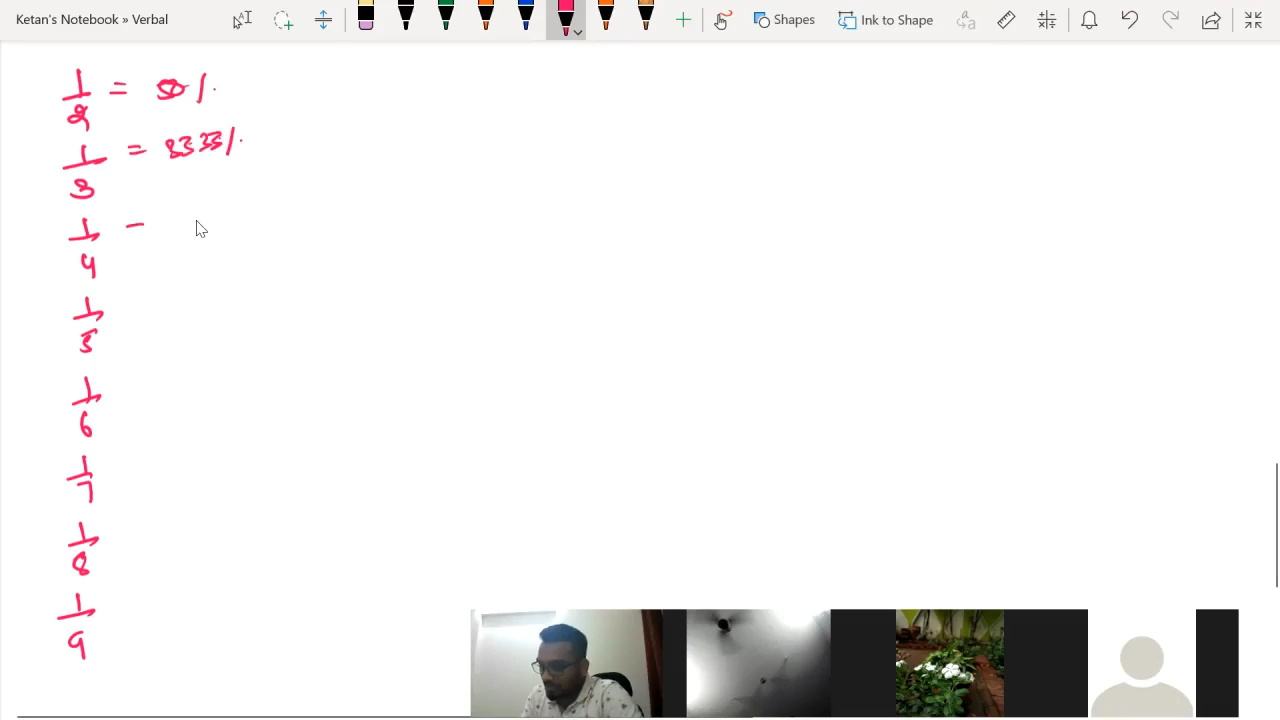 Ketan's Notebook » Verbal
Shapes
Ink to Shape
1/2 = 50%
1/3 = 33.33%
1/4 =
1/5
1/6
1/7
1/8
1/9